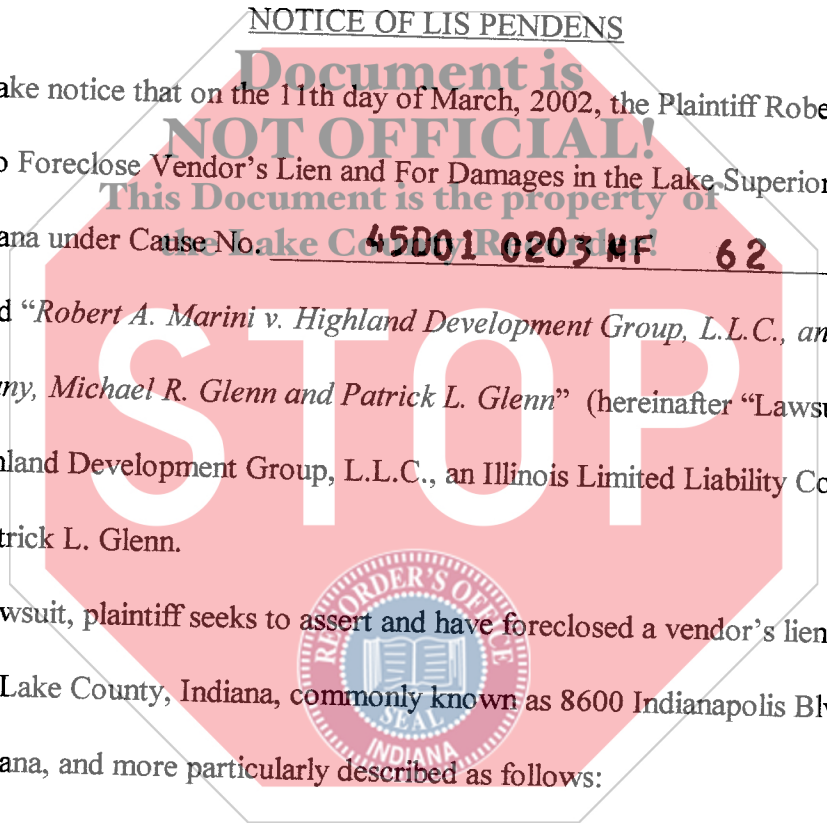 NOTICE OF LIS PENDENS
Document is
ake notice that on the 11th day of March, 2002, the Plaintiff Robe
NOT OFFICIAL!
o Foreclose Vendor's Lien and For Damages in the Lake Superior
This Document is the property of
ana under Cause No. 45D01 0203 MF 62
the Lake County Recorder!
d “Robert A. Marini v. Highland Development Group, L.L.C., an
ny, Michael R. Glenn and Patrick L. Glenn” (hereinafter “Lawsu
STOP
nland Development Group, L.L.C., an Illinois Limited Liability Co
trick L. Glenn.
RECORDER'S OFFICE
wsuit, plaintiff seeks to assert and have foreclosed a vendor's lien
Lake County, Indiana, commonly known as 8600 Indianapolis Blv
SEAL
INDIANA
ana, and more particularly described as follows: